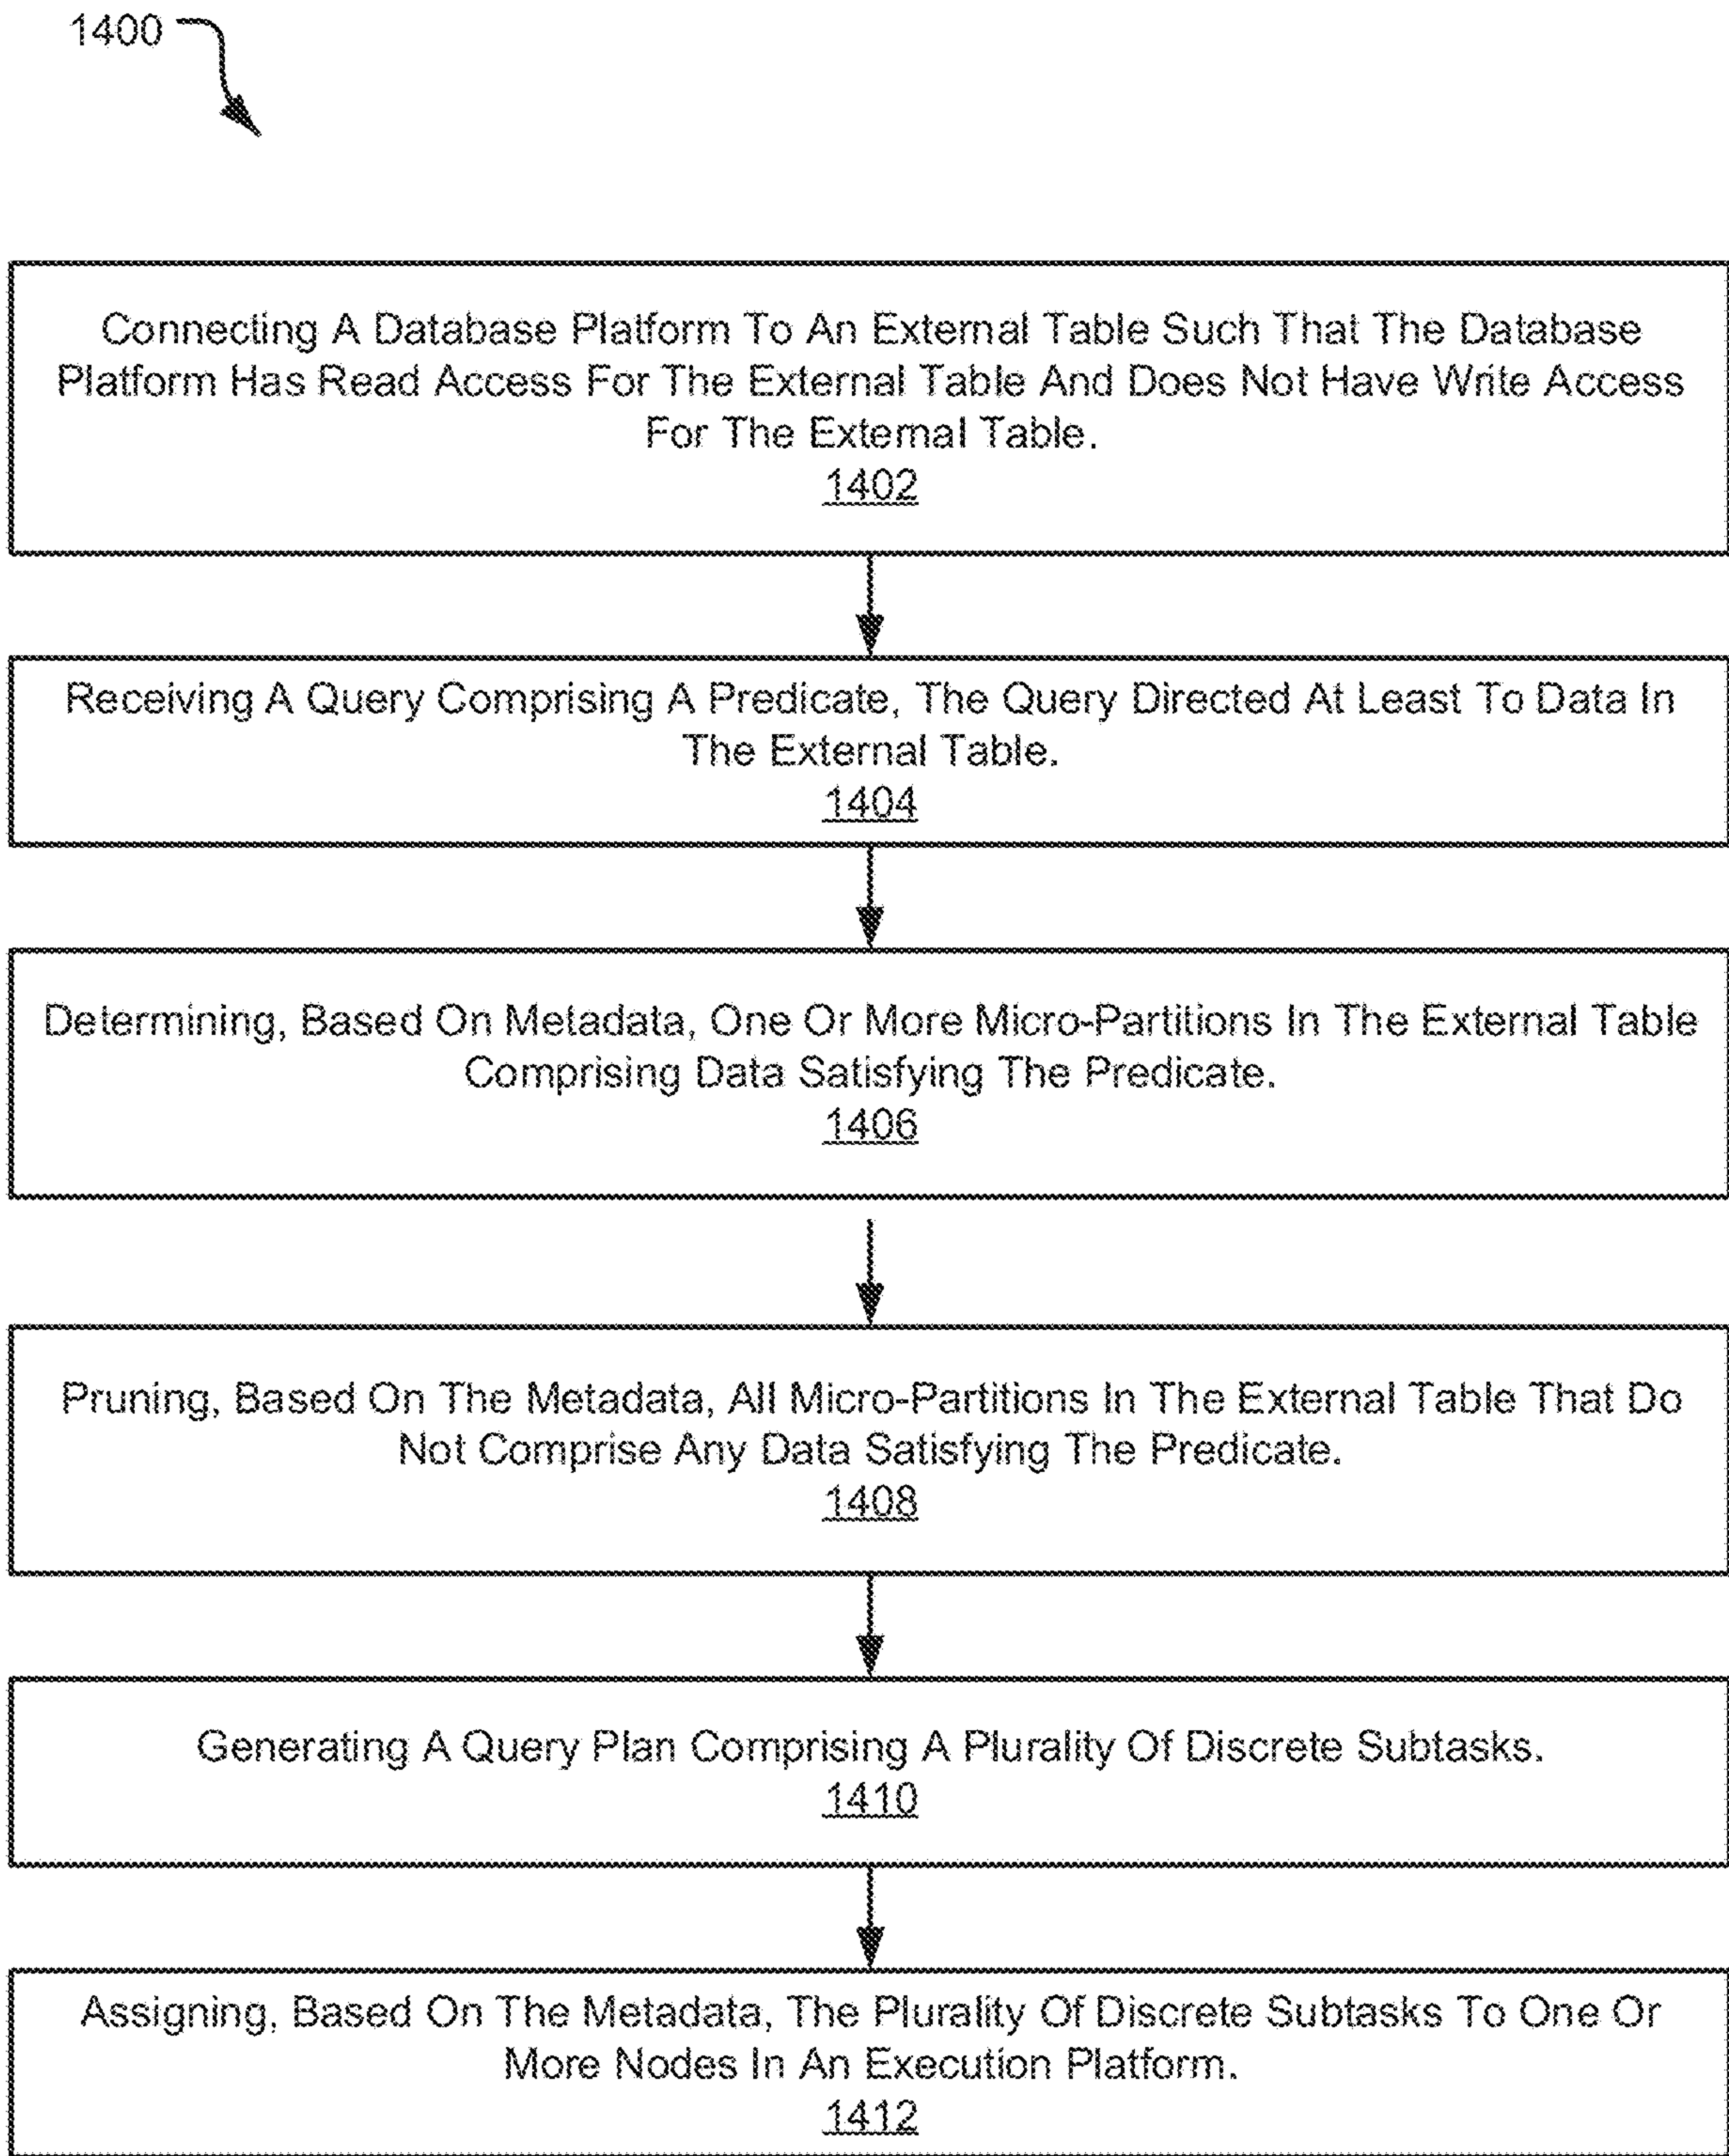 1400
Connecting A Database Platform To An External Table Such That The Database
Platform Has Read Access For The External Table And Does Not Have Write Access
For The External Table.
1402
Receiving A Query Comprising A Predicate, The Query Directed At Least To Data In
The External Table.
1404
Determining, Based On Metadata, One Or More Micro-Partitions In The External Table
Comprising Data Satisfying The Predicate.
1406
Pruning, Based On The Metadata, All Micro-Partitions In The External Table That Do
Not Comprise Any Data Satisfying The Predicate.
1408
Generating A Query Plan Comprising A Plurality Of Discrete Subtasks.
1410
Assigning, Based On The Metadata, The Plurality Of Discrete Subtasks To One Or
More Nodes In An Execution Platform.
1412